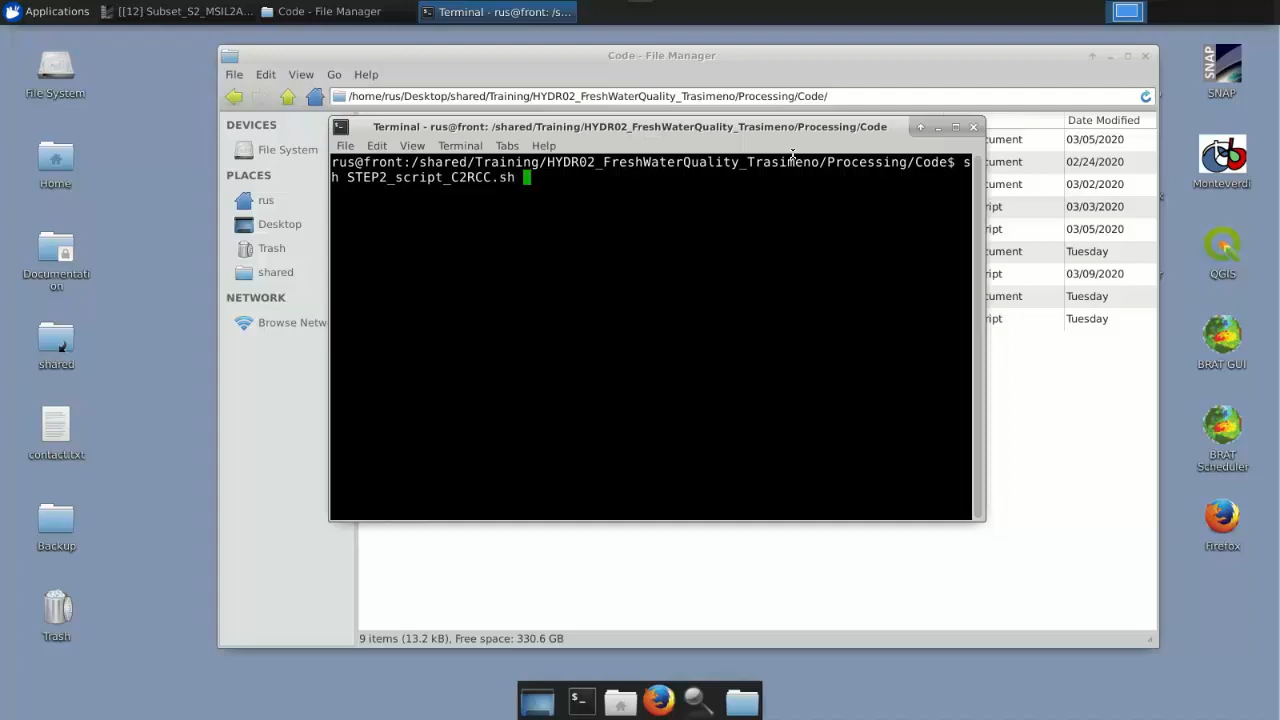 Applications
[[12] Subset_S2_MSIL2A...
Code - File Manager
Terminal - rus@front: /s...
File System
Home
Documentati
on
shared
contact.txt
Backup
Trash
Code - File Manager
File Edit View Go Help
/home/rus/Desktop/shared/Training/HYDR02_FreshWaterQuality_Trasimeno/Processing/Code/
DEVICES
File System
PLACES
rus
Desktop
Trash
shared
NETWORK
Browse Netw
Date Modified
cument 03/05/2020
cument 02/24/2020
cument 03/02/2020
ript 03/03/2020
ript 03/05/2020
cument Tuesday
ript 03/09/2020
cument Tuesday
ript Tuesday
9 items (13.2 kB), Free space: 330.6 GB
Terminal - rus@front: /shared/Training/HYDR02_FreshWaterQuality_Trasimeno/Processing/Code
File Edit View Terminal Tabs Help
rus@front:/shared/Training/HYDR02_FreshWaterQuality_Trasimeno/Processing/Code$ s
h STEP2_script_C2RCC.sh
SNAP
SNAP
Monteverdi
QGIS
BRAT GUI
BRAT
Scheduler
Firefox